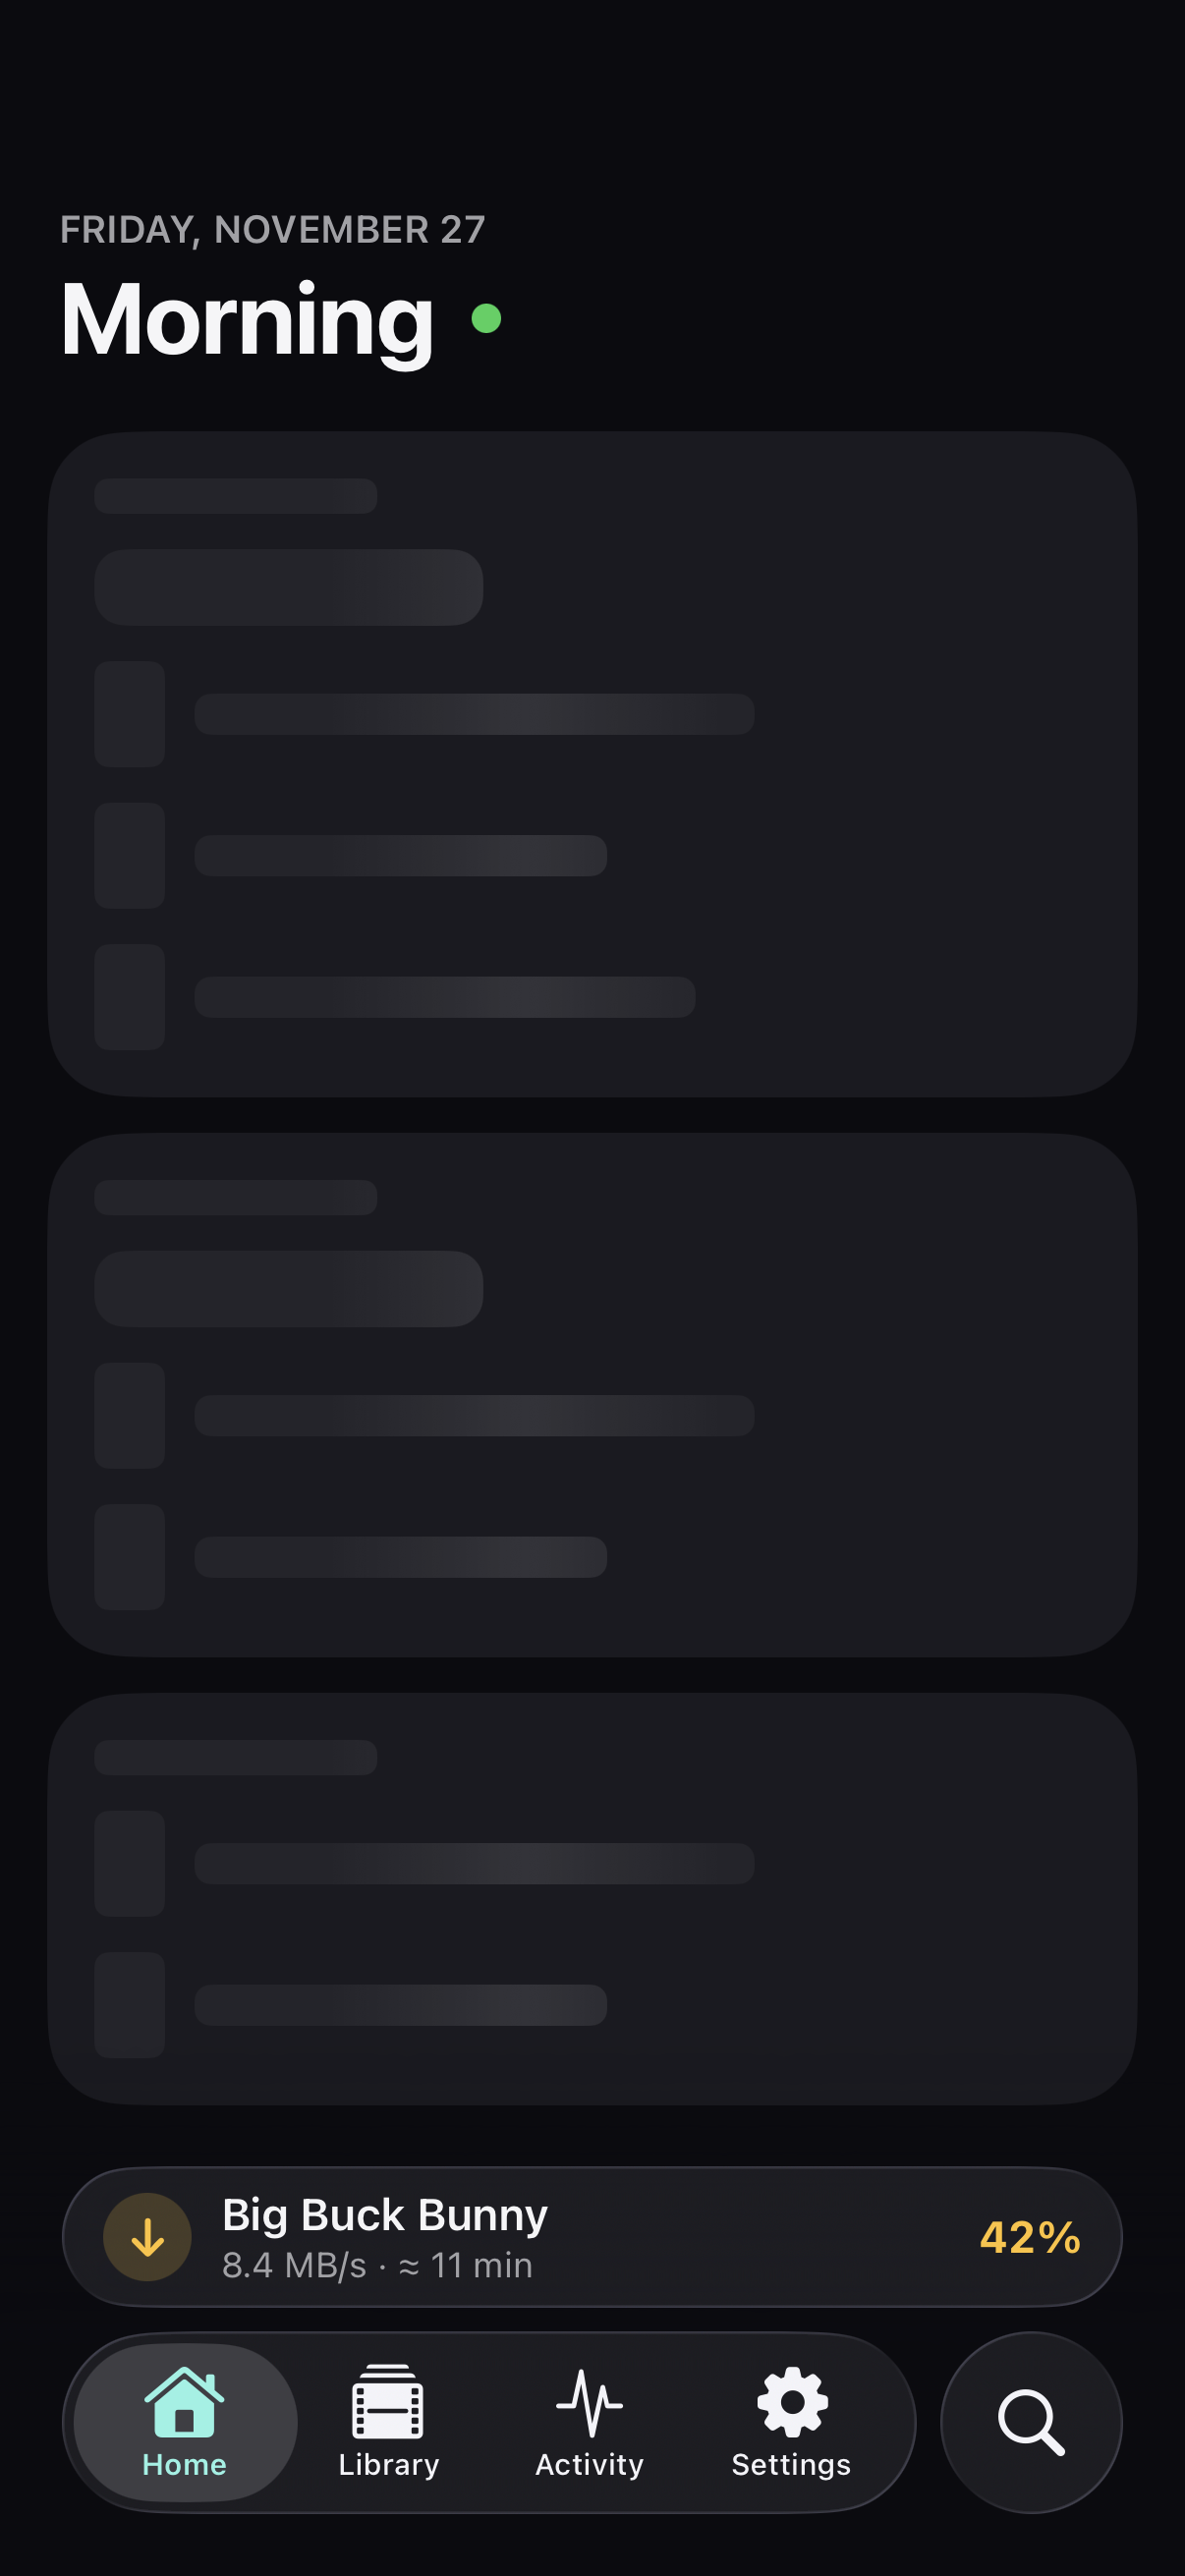 FRIDAY, NOVEMBER 27
Morning
Big Buck Bunny
8.4 MB/s · ≈ 11 min
42%
Home
Library
Activity
Settings